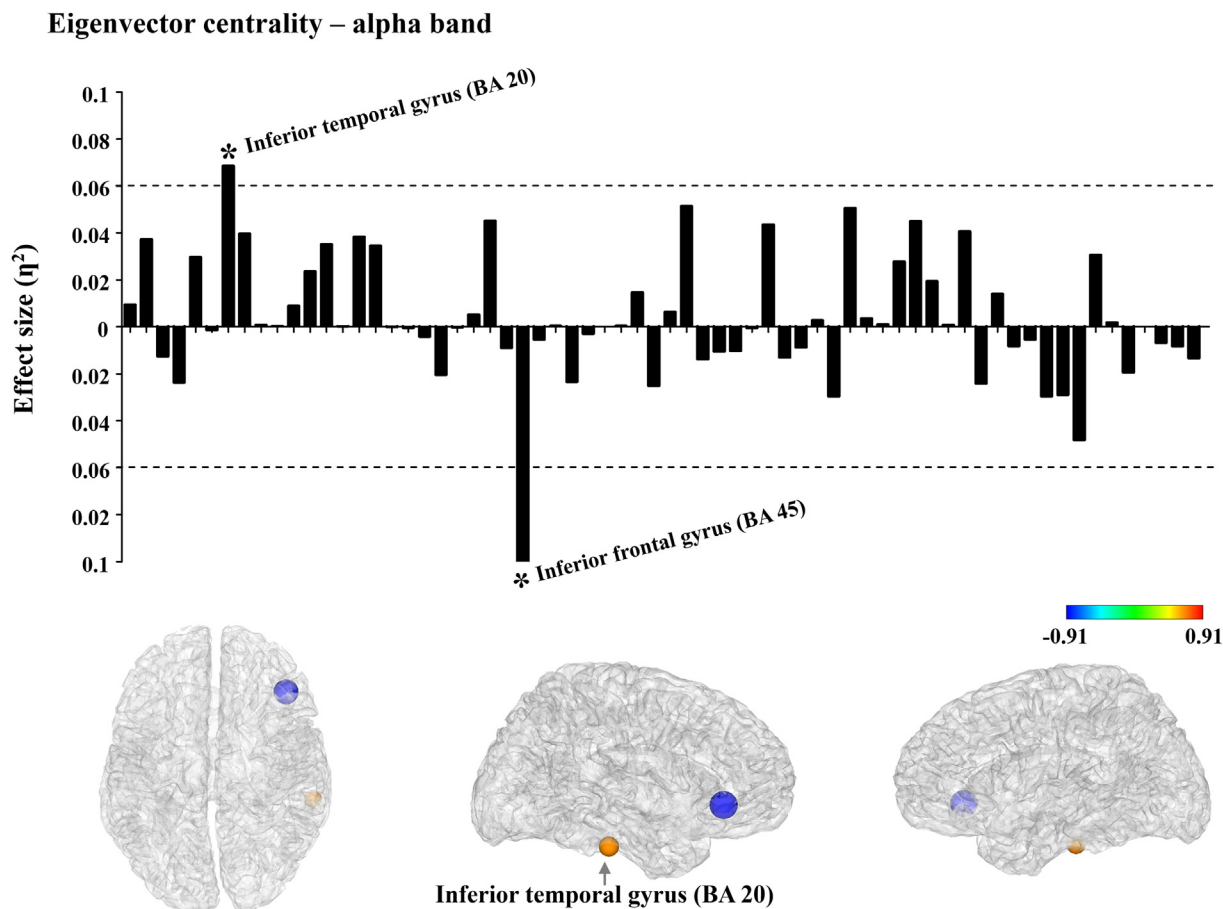 Eigenvector centrality – alpha band
0.1
0.08
0.06
0.04
0.02
0
0.02
0.04
0.06
0.02
0.1
Effect size (η²)
* Inferior temporal gyrus (BA 20)
* Inferior frontal gyrus (BA 45)
-0.91 0.91
Inferior temporal gyrus (BA 20)